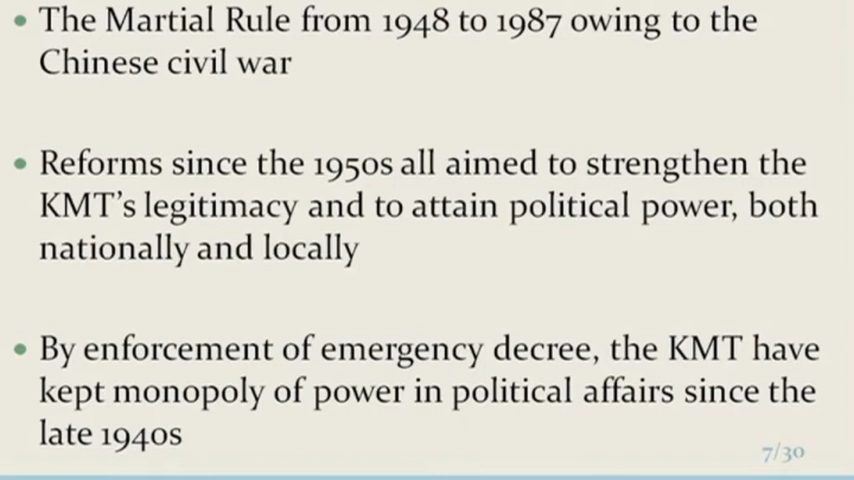 • The Martial Rule from 1948 to 1987 owing to the
Chinese civil war
• Reforms since the 1950s all aimed to strengthen the
KMT's legitimacy and to attain political power, both
nationally and locally
• By enforcement of emergency decree, the KMT have
kept monopoly of power in political affairs since the
late 1940s
7/30